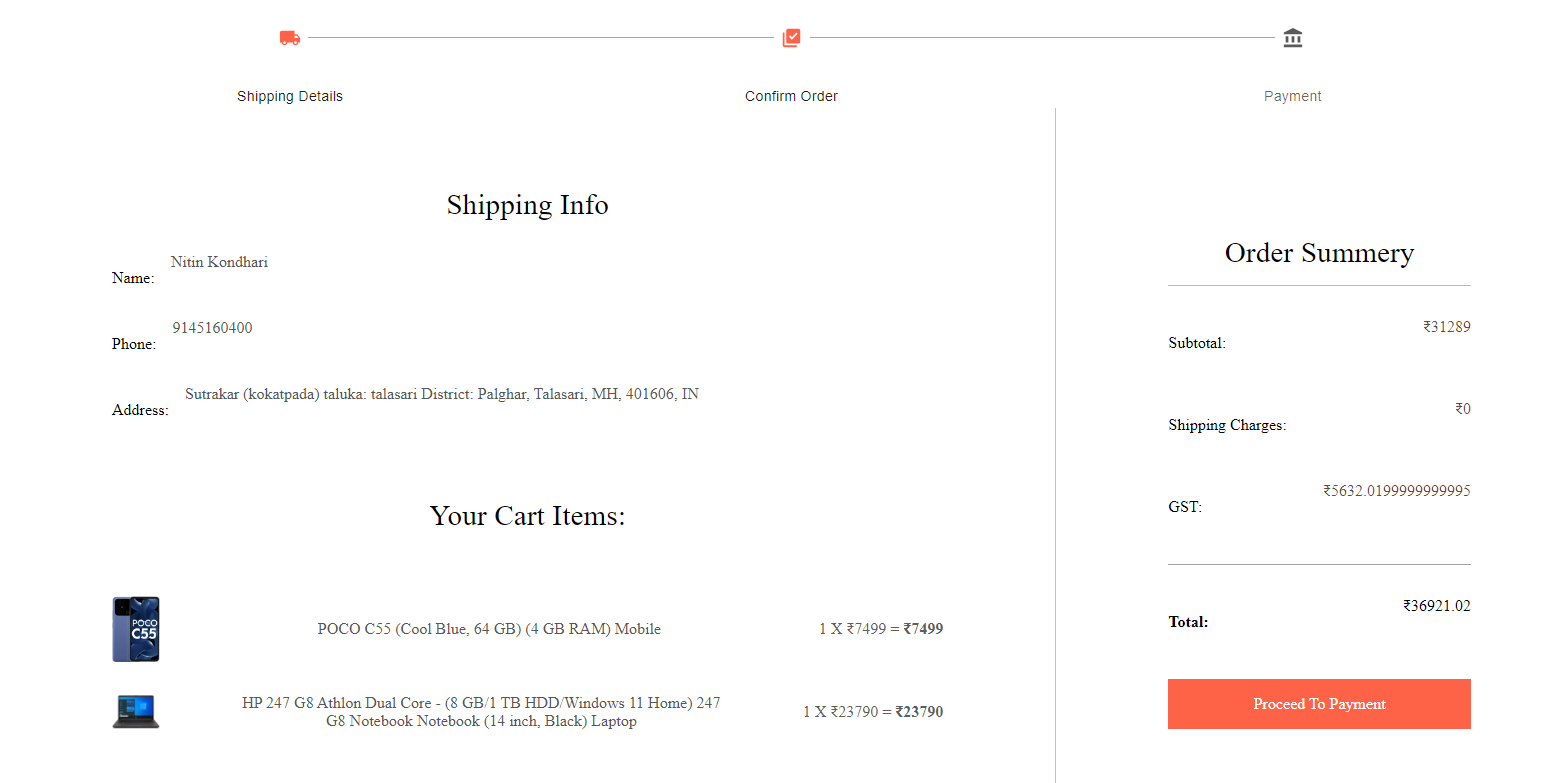 Shipping Details
Confirm Order
Payment
Shipping Info
Name: Nitin Kondhari
Phone: 9145160400
Address: Sutrakar (kokatpada) taluka: talasari District: Palghar, Talasari, MH, 401606, IN
Your Cart Items:
POCO
C55
POCO C55 (Cool Blue, 64 GB) (4 GB RAM) Mobile
1 X ₹7499 = ₹7499
HP 247 G8 Athlon Dual Core - (8 GB/1 TB HDD/Windows 11 Home) 247
G8 Notebook Notebook (14 inch, Black) Laptop
1 X ₹23790 = ₹23790
Order Summery
Subtotal: ₹31289
Shipping Charges: ₹0
GST: ₹5632.0199999999995
Total: ₹36921.02
Proceed To Payment